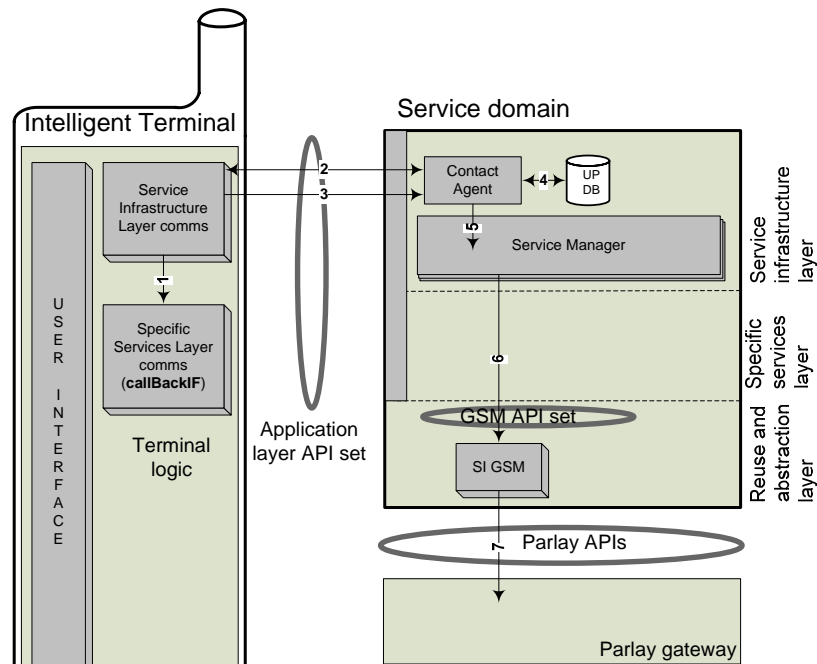 Intelligent Terminal
Service domain
Service
Infrastructure
Layer comms
1
Specific
Services Layer
comms
(callBackIF)
Terminal
logic
USER INTERFACE
2
3
Application
layer API set
Contact
Agent
4
UP
DB
5
Service Manager
6
GSM API set
SI GSM
7
Parlay APIs
Parlay gateway
Service
infrastructure
layer
Specific
services
layer
Reuse and
abstraction
layer